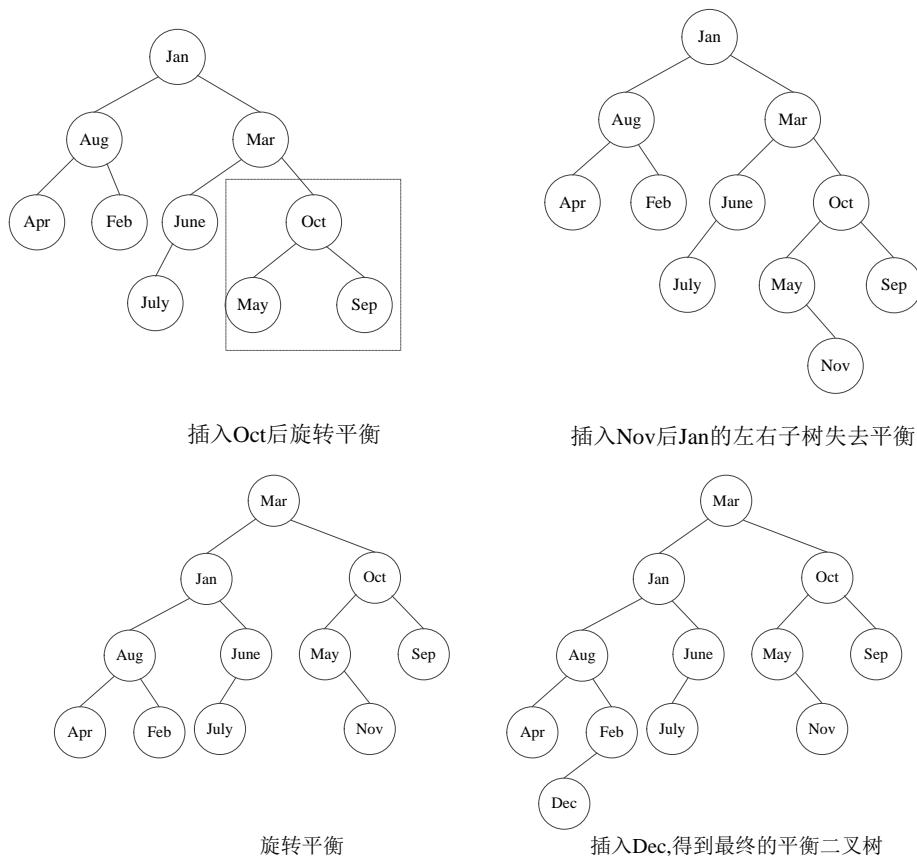 Jan
Aug
Mar
Apr
Feb
June
Oct
July
May
Sep
插入Oct后旋转平衡
Jan
Aug
Mar
Apr
Feb
June
Oct
July
May
Sep
Nov
插入Nov后Jan的左右子树失去平衡
Mar
Jan
Oct
Aug
June
May
Sep
Apr
Feb
July
Nov
旋转平衡
Mar
Jan
Oct
Aug
June
May
Sep
Apr
Feb
July
Nov
Dec
插入Dec,得到最终的平衡二叉树